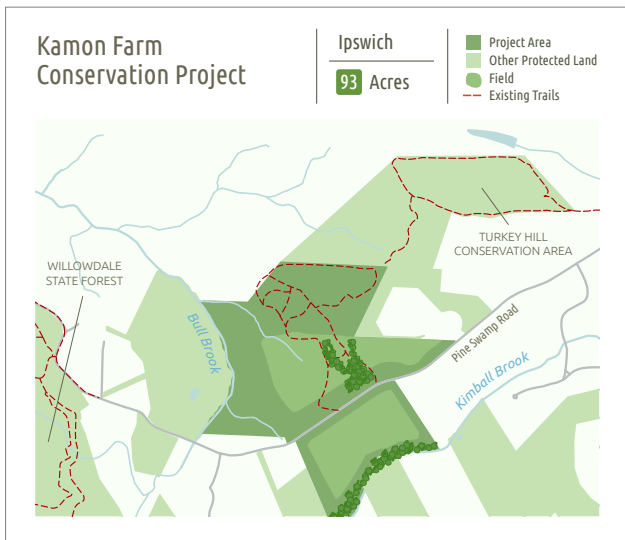 Kamon Farm
Conservation Project
Ipswich
93 Acres
Project Area
Other Protected Land
Field
Existing Trails
TURKEY HILL
CONSERVATION AREA
WILLOWDALE
STATE FOREST
Bull Brook
Pine Swamp Road
Kimball Brook